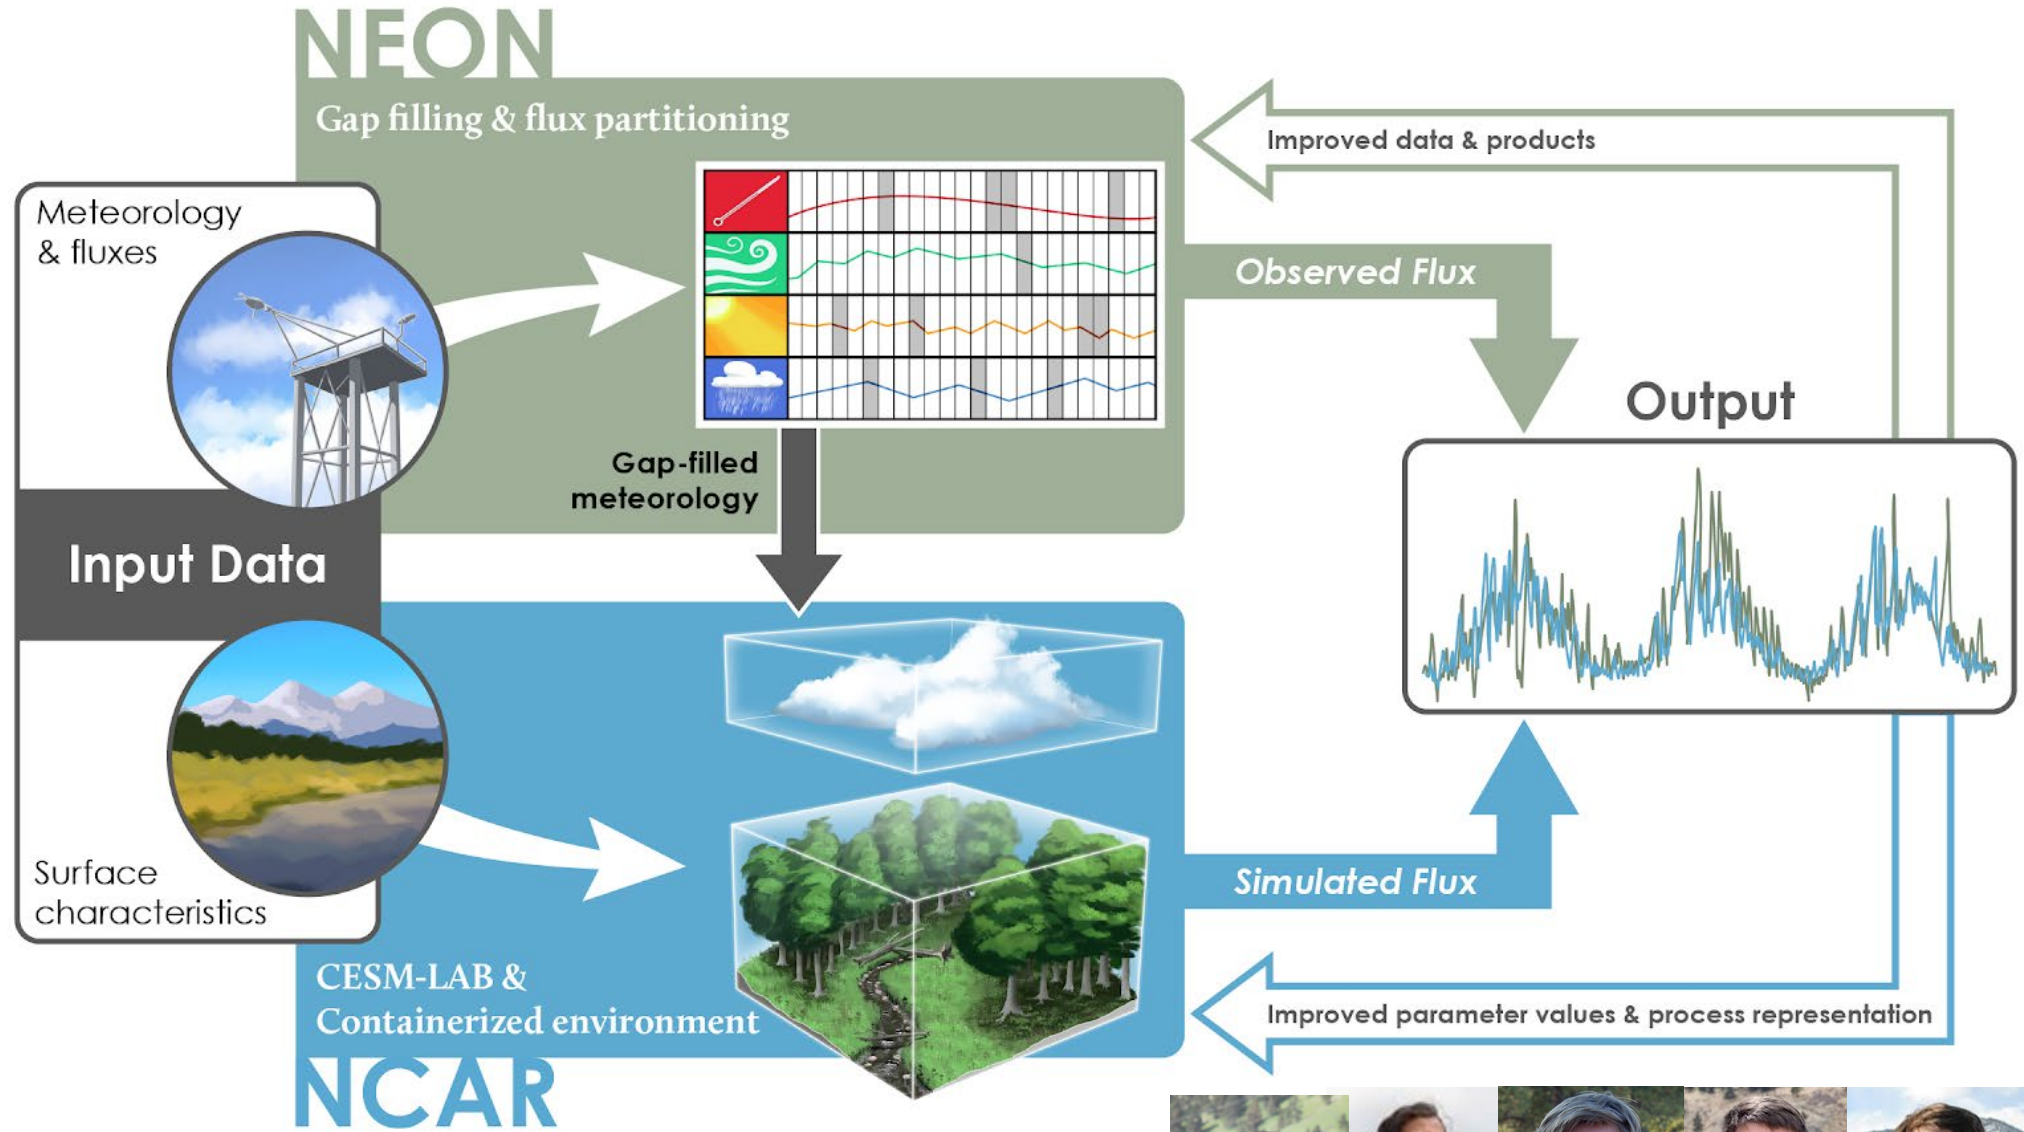 NEON
Gap filling & flux partitioning
Improved data & products
Meteorology
& fluxes
Observed Flux
Output
Gap-filled
meteorology
Input Data
Surface
characteristics
Simulated Flux
CESM-LAB &
Containerized environment
Improved parameter values & process representation
NCAR